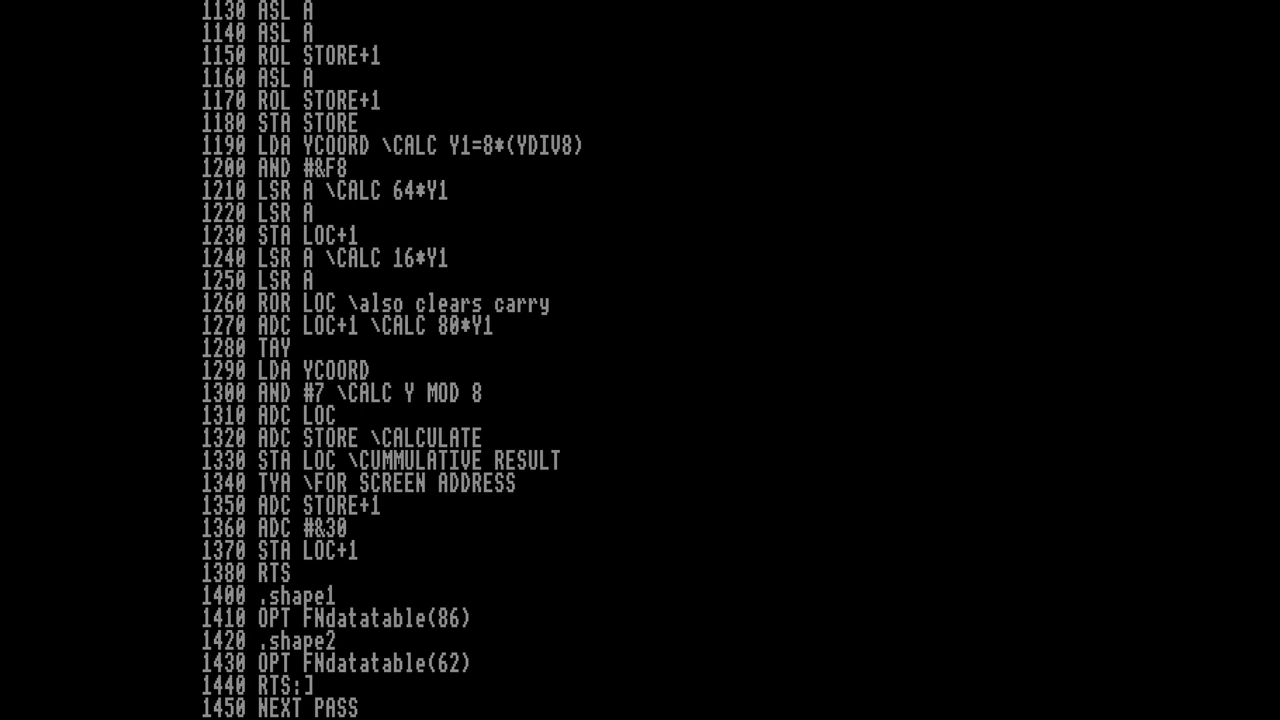 1130 ASL A
1140 ASL A
1150 ROL STORE+1
1160 ASL A
1170 ROL STORE+1
1180 STA STORE
1190 LDA YCOORD \CALC Y1=8*(YDIV8)
1200 AND #&F8
1210 LSR A \CALC 64*Y1
1220 LSR A
1230 STA LOC+1
1240 LSR A \CALC 16*Y1
1250 LSR A
1260 ROR LOC \also clears carry
1270 ADC LOC+1 \CALC 80*Y1
1280 TAY
1290 LDA YCOORD
1300 AND #7 \CALC Y MOD 8
1310 ADC LOC
1320 ADC STORE \CALCULATE
1330 STA LOC \CUMMULATIVE RESULT
1340 TYA \FOR SCREEN ADDRESS
1350 ADC STORE+1
1360 ADC #&30
1370 STA LOC+1
1380 RTS
1400 .shape1
1410 OPT FNdatatable(86)
1420 .shape2
1430 OPT FNdatatable(62)
1440 RTS:]
1450 NEXT PASS